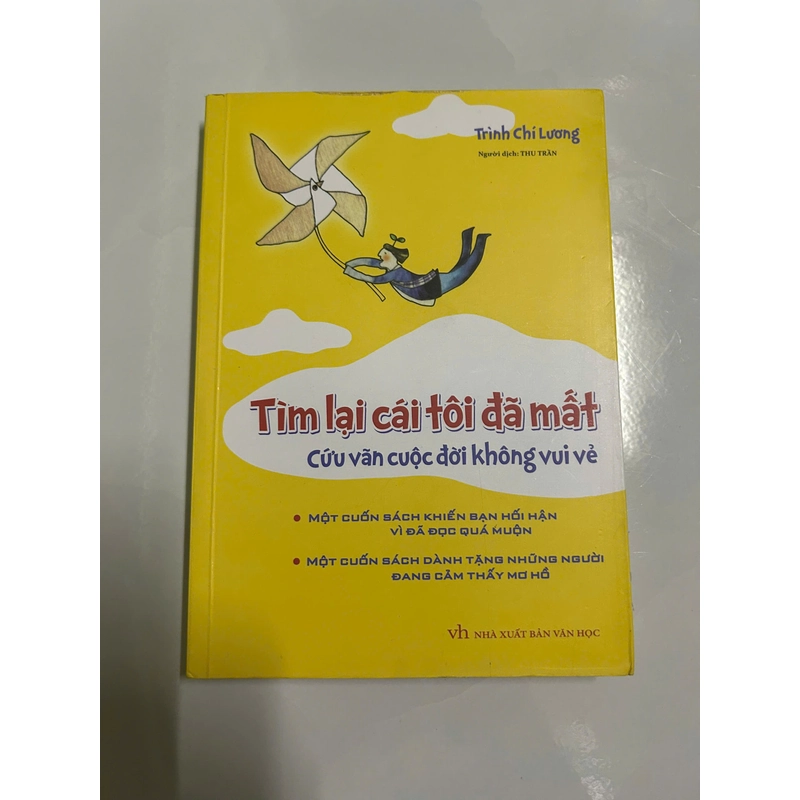 Trình Chí Lương
Người dịch: THU TRẦN
Tìm lại cái tôi đã mất
Cứu vãn cuộc đời không vui vẻ
• MỘT CUỐN SÁCH KHIẾN BẠN HỐI HẬN
VÌ ĐÃ ĐỌC QUÁ MUỘN
• MỘT CUỐN SÁCH DÀNH TẶNG NHỮNG NGƯỜI
ĐANG CẢM THẤY MƠ HỒ
vh NHÀ XUẤT BẢN VĂN HỌC